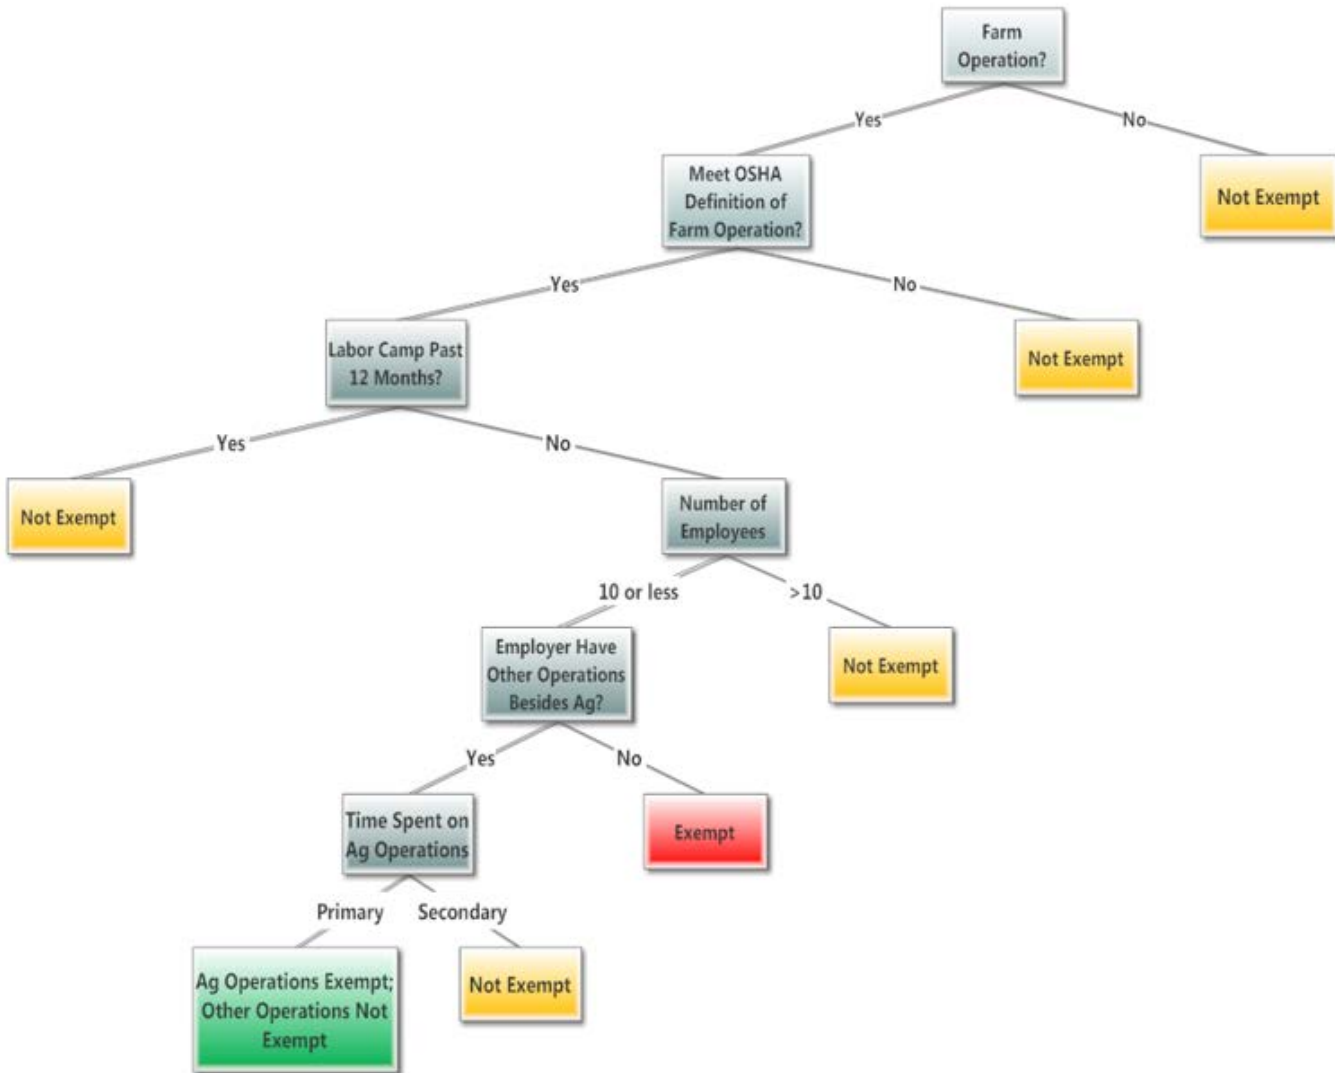 Farm
Operation?
Yes
No
Meet OSHA
Definition of
Farm Operation?
Not Exempt
Yes
No
Labor Camp Past
12 Months?
Not Exempt
Yes
No
Not Exempt
Number of
Employees
10 or less
>10
Employer Have
Other Operations
Besides Ag?
Not Exempt
Yes
No
Time Spent on
Ag Operations
Exempt
Primary
Secondary
Ag Operations Exempt;
Other Operations Not
Exempt
Not Exempt